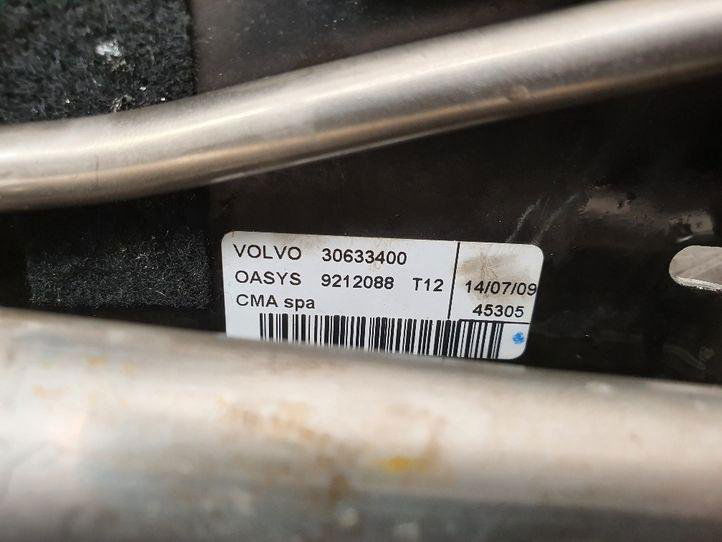 VOLVO 30633400
OASYS 9212088 T12 14/07/09
CMA spa 45305